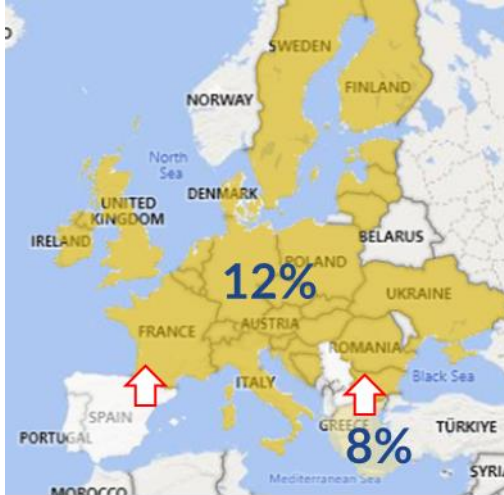 SWEDEN
FINLAND
NORWAY
North
Sea
DENMARK
UNITED
KINGDOM
IRELAND
BELARUS
POLAND
12%
UKRAINE
FRANCE
AUSTRIA
ROMANIA
ITALY
Black Sea
SPAIN
PORTUGAL
GREECE
TÜRKIYE
8%
Mediterranean Sea
SYRI
MOROCCO